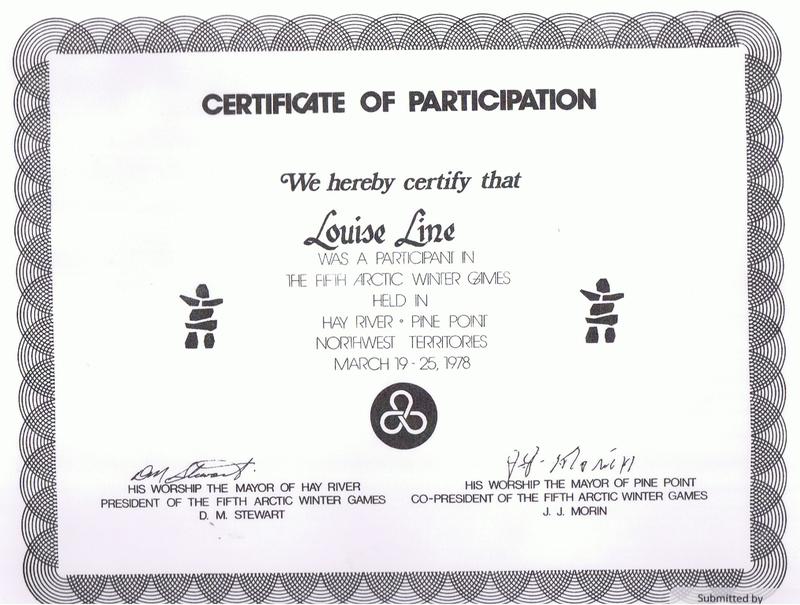 CERTIFICATE OF PARTICIPATION
We hereby certify that
Louise Line
WAS A PARTICIPANT IN
THE FIFTH ARCTIC WINTER GAMES
HELD IN
HAY RIVER • PINE POINT
NORTHWEST TERRITORIES
MARCH 19 - 25, 1978
DM Stewart.
HIS WORSHIP THE MAYOR OF HAY RIVER
PRESIDENT OF THE FIFTH ARCTIC WINTER GAMES
D. M. STEWART
J.J. Morin
HIS WORSHIP THE MAYOR OF PINE POINT
CO-PRESIDENT OF THE FIFTH ARCTIC WINTER GAMES
J. J. MORIN
Submitted by